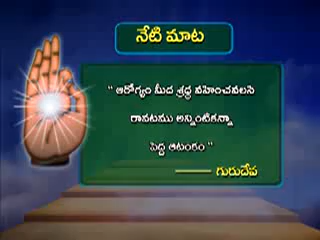 నేటి మాట
“ ఆరోగ్యం మీద శ్రద్ధ వహించవలసి
రావటము అన్నింటికన్నా
పెద్ద ఆటంకం ”
గురుదేవ